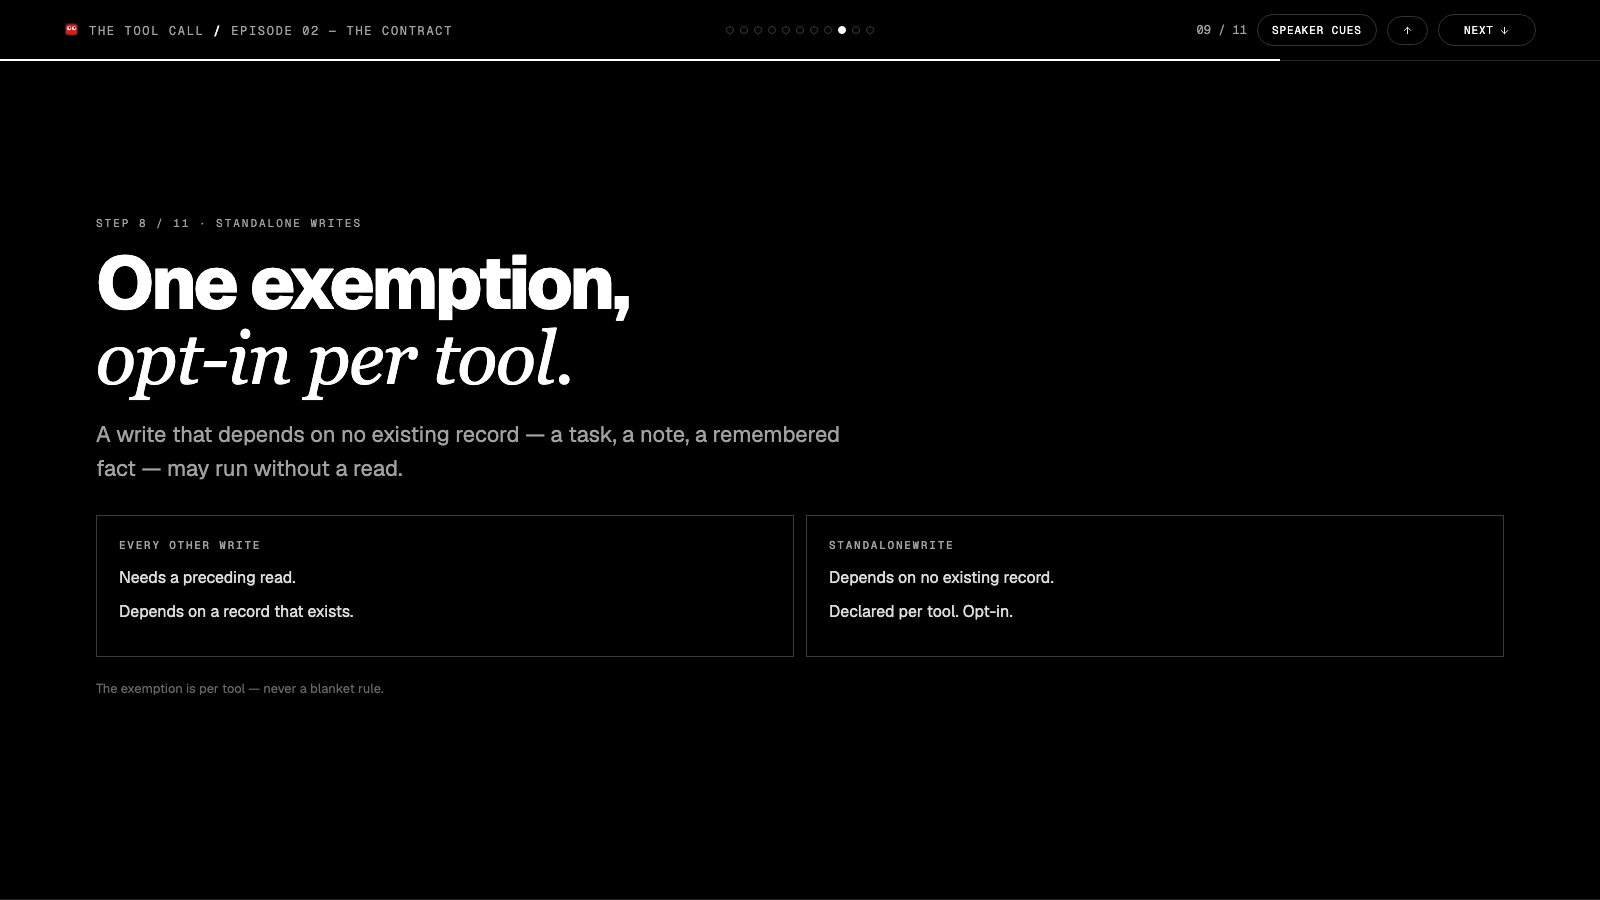 THE TOOL CALL / EPISODE 02 — THE CONTRACT
09 / 11
SPEAKER CUES
↑
NEXT ↓
STEP 8 / 11 · STANDALONE WRITES
One exemption,
opt-in per tool.
A write that depends on no existing record — a task, a note, a remembered
fact — may run without a read.
EVERY OTHER WRITE
Needs a preceding read.
Depends on a record that exists.
STANDALONEWRITE
Depends on no existing record.
Declared per tool. Opt-in.
The exemption is per tool — never a blanket rule.